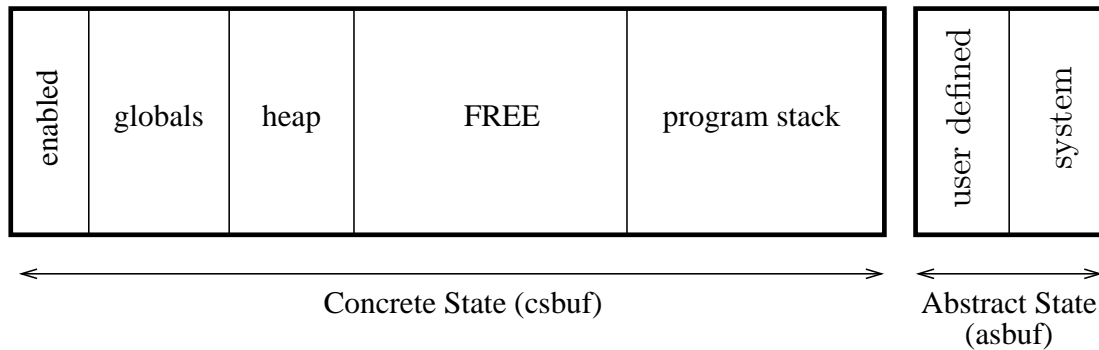 enabled
globals
heap
FREE
program stack
user defined
system
Concrete State (csbuf)
Abstract State
(asbuf)